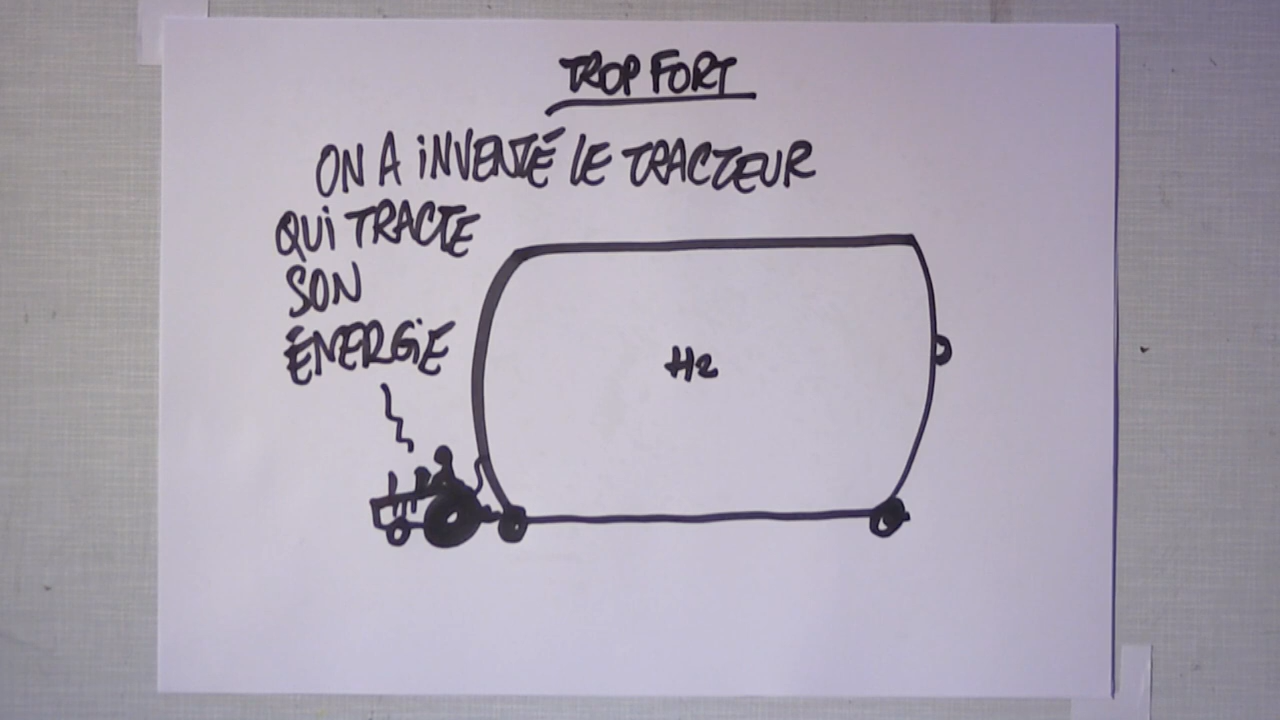 TROP FORT
ON A iNVENTÉ LE TRACTEUR
QUi TRACTE
SON
ÉNERGiE
H2